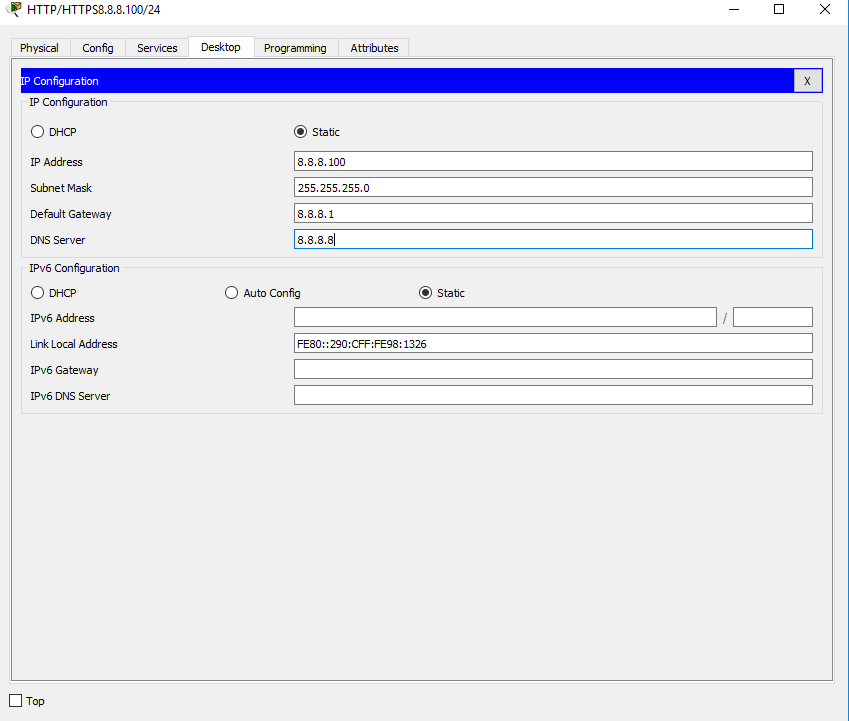 HTTP/HTTPS8.8.8.100/24
Physical Config Services Desktop Programming Attributes
IP Configuration X
IP Configuration
DHCP Static
IP Address 8.8.8.100
Subnet Mask 255.255.255.0
Default Gateway 8.8.8.1
DNS Server 8.8.8.8
IPv6 Configuration
DHCP Auto Config Static
IPv6 Address /
Link Local Address FE80::290:CFF:FE98:1326
IPv6 Gateway
IPv6 DNS Server
Top